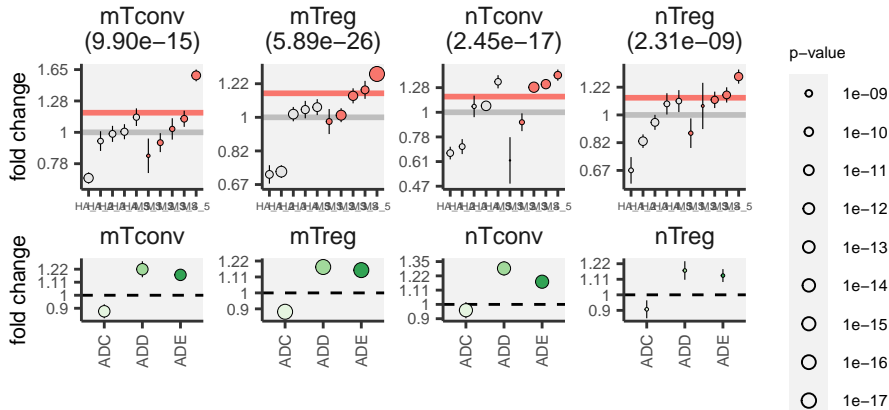 mTconv
(9.90e−15)
mTreg
(5.89e−26)
nTconv
(2.45e−17)
nTreg
(2.31e−09)
fold change
1.65
1.28
1
0.78
1.22
1
0.82
0.67
1.28
1
0.78
0.61
0.47
1.22
1
0.82
0.67
mTconv
mTreg
nTconv
nTreg
fold change
1.22
1.11
1
0.9
1.22
1.11
1
0.9
1.35
1.22
1.11
1
0.9
1.22
1.11
1
0.9
ADC
ADD
ADE
ADC
ADD
ADE
ADC
ADD
ADE
ADC
ADD
ADE
p−value
1e−09
1e−10
1e−11
1e−12
1e−13
1e−14
1e−15
1e−16
1e−17